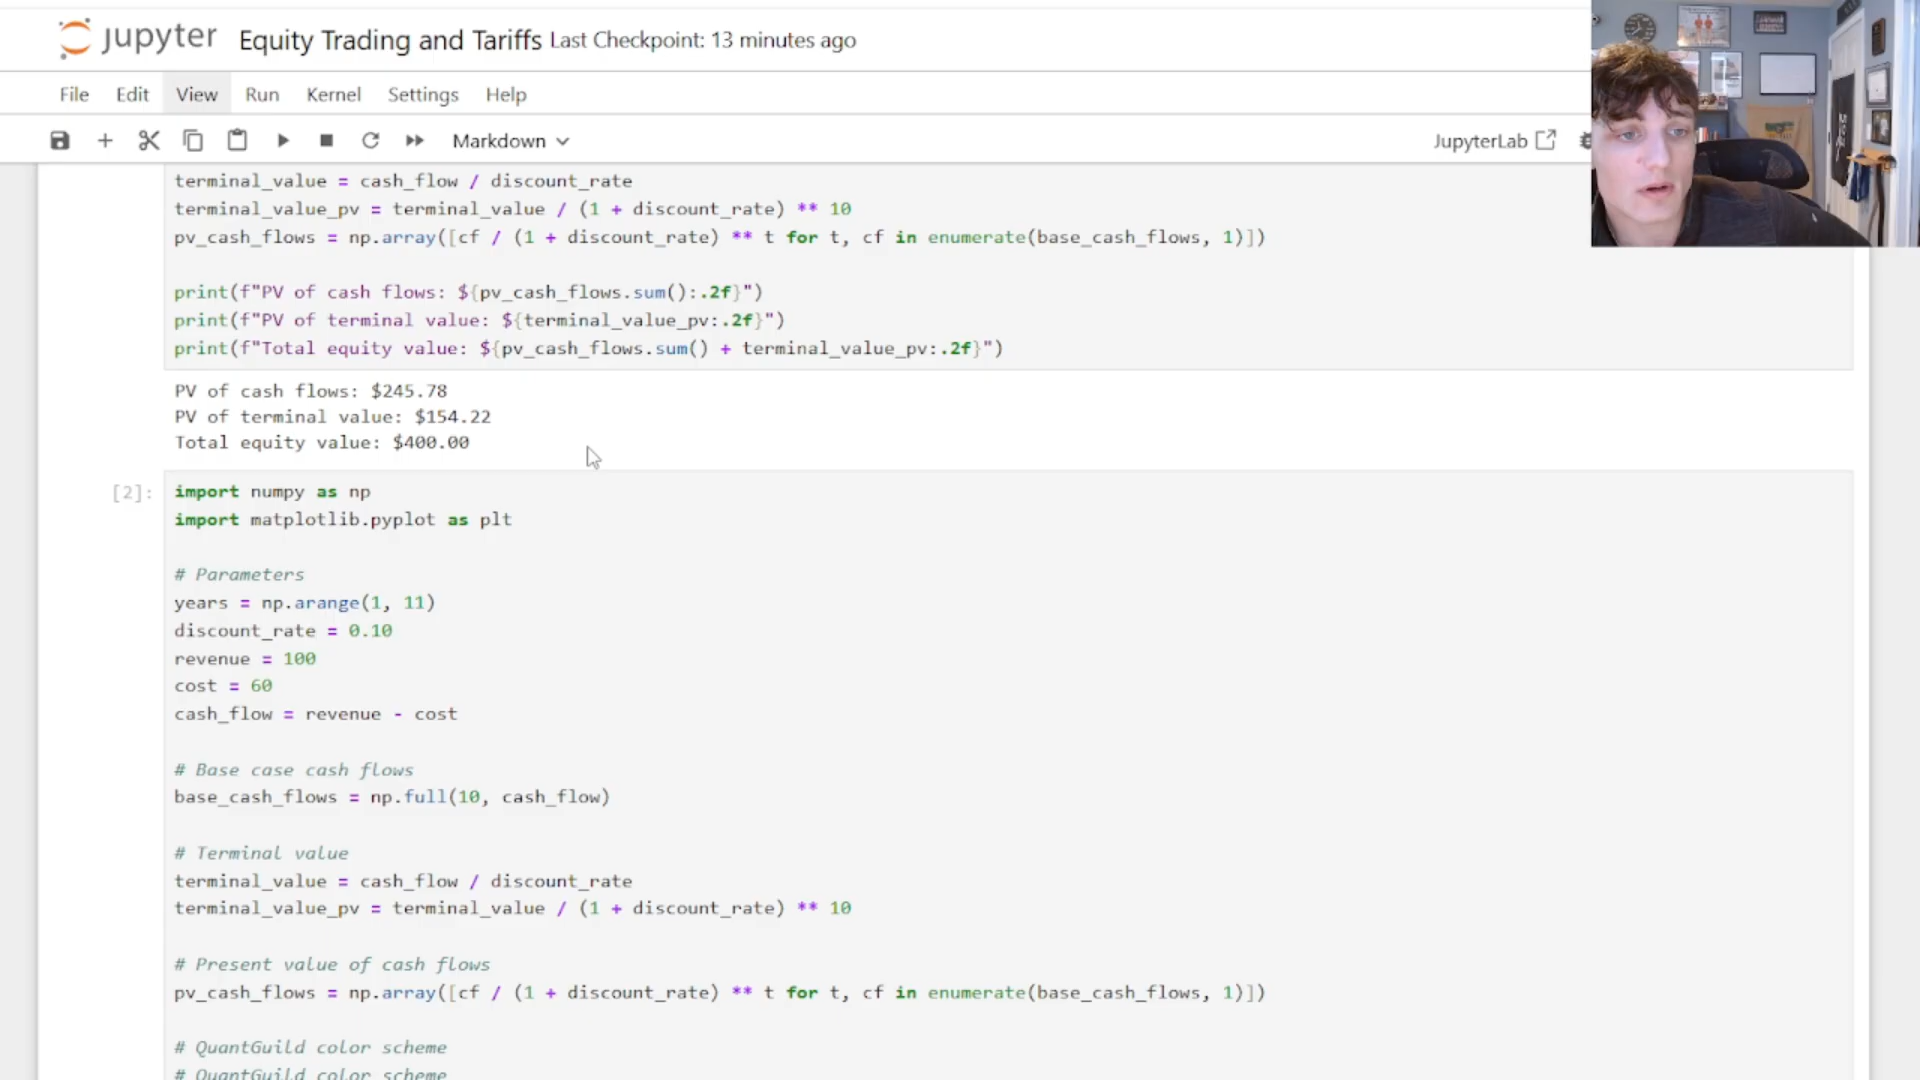 jupyter Equity Trading and Tariffs Last Checkpoint: 13 minutes ago
File Edit View Run Kernel Settings Help
Markdown JupyterLab
terminal_value = cash_flow / discount_rate
terminal_value_pv = terminal_value / (1 + discount_rate) ** 10
pv_cash_flows = np.array([cf / (1 + discount_rate) ** t for t, cf in enumerate(base_cash_flows, 1)])
print(f"PV of cash flows: ${pv_cash_flows.sum():.2f}")
print(f"PV of terminal value: ${terminal_value_pv:.2f}")
print(f"Total equity value: ${pv_cash_flows.sum() + terminal_value_pv:.2f}")
PV of cash flows: $245.78
PV of terminal value: $154.22
Total equity value: $400.00
[2]:
import numpy as np
import matplotlib.pyplot as plt
# Parameters
years = np.arange(1, 11)
discount_rate = 0.10
revenue = 100
cost = 60
cash_flow = revenue - cost
# Base case cash flows
base_cash_flows = np.full(10, cash_flow)
# Terminal value
terminal_value = cash_flow / discount_rate
terminal_value_pv = terminal_value / (1 + discount_rate) ** 10
# Present value of cash flows
pv_cash_flows = np.array([cf / (1 + discount_rate) ** t for t, cf in enumerate(base_cash_flows, 1)])
# QuantGuild color scheme
# QuantGuild color scheme